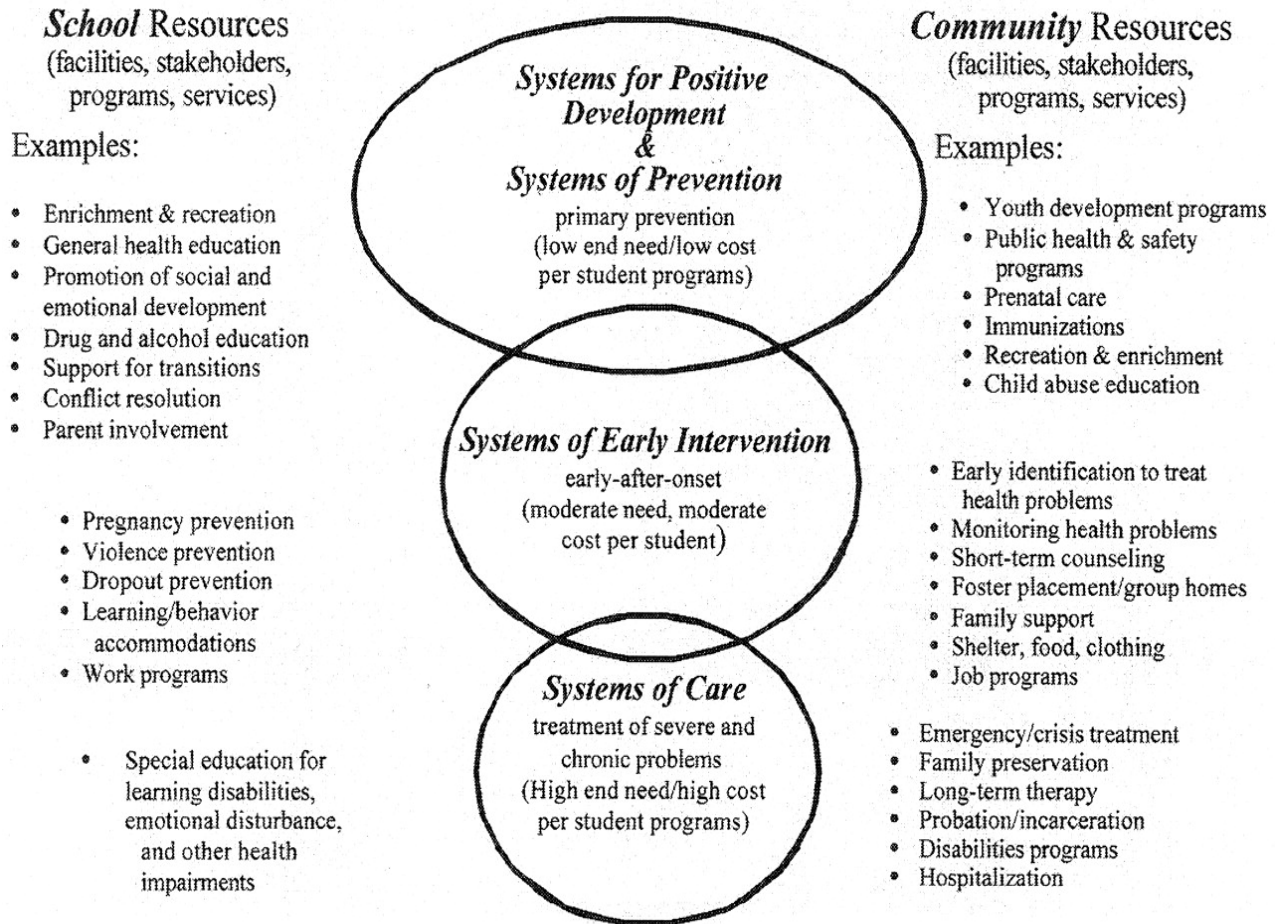 School Resources
(facilities, stakeholders,
programs, services)
Examples:
• Enrichment & recreation
• General health education
• Promotion of social and
emotional development
• Drug and alcohol education
• Support for transitions
• Conflict resolution
• Parent involvement
• Pregnancy prevention
• Violence prevention
• Dropout prevention
• Learning/behavior
accommodations
• Work programs
• Special education for
learning disabilities,
emotional disturbance,
and other health
impairments
Systems for Positive
Development
&
Systems of Prevention
primary prevention
(low end need/low cost
per student programs)
Systems of Early Intervention
early-after-onset
(moderate need, moderate
cost per student)
Systems of Care
treatment of severe and
chronic problems
(High end need/high cost
per student programs)
Community Resources
(facilities, stakeholders,
programs, services)
Examples:
• Youth development programs
• Public health & safety
programs
• Prenatal care
• Immunizations
• Recreation & enrichment
• Child abuse education
• Early identification to treat
health problems
• Monitoring health problems
• Short-term counseling
• Foster placement/group homes
• Family support
• Shelter, food, clothing
• Job programs
• Emergency/crisis treatment
• Family preservation
• Long-term therapy
• Probation/incarceration
• Disabilities programs
• Hospitalization